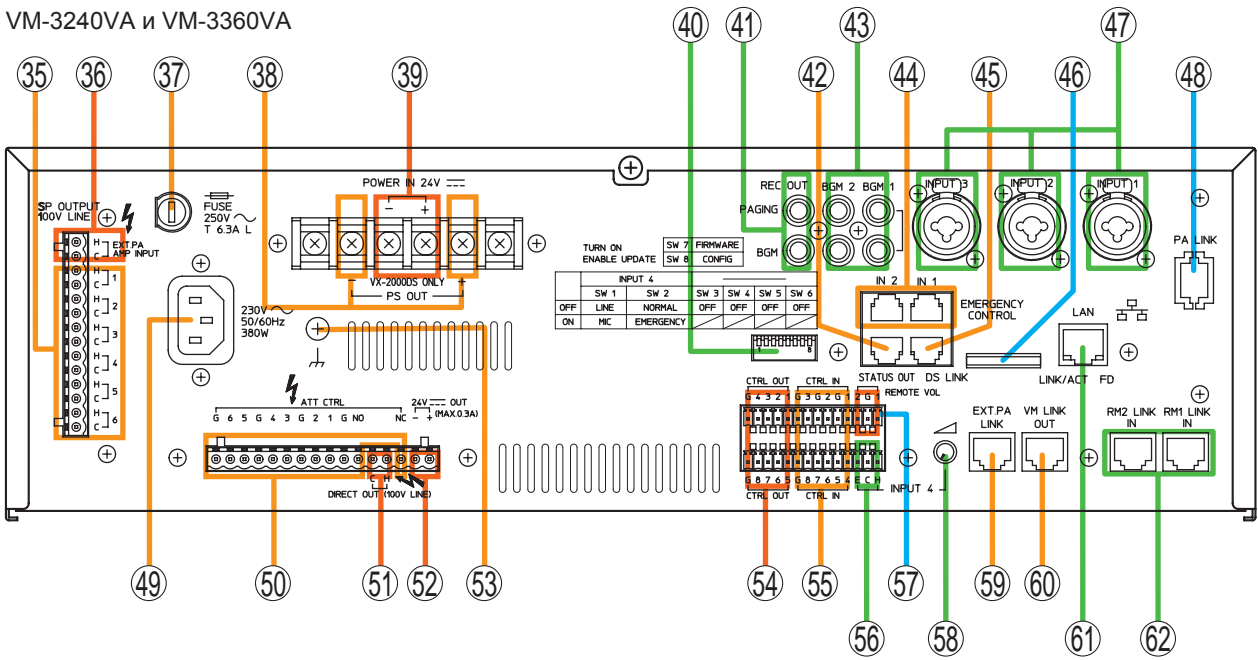 VM-3240VA и VM-3360VA
35
36
37
38
39
40
41
42
43
44
45
46
47
48
SP OUTPUT
100V LINE
H
C
EXT.PA
AMP INPUT
H
C
1
H
C
2
H
C
3
H
C
4
H
C
5
H
C
6
FUSE
250V
T 6.3A L
230V
50/60Hz
380W
POWER IN 24V
− +
− VX-2000DS ONLY +
PS OUT
REC OUT BGM 2 BGM 1
PAGING
BGM
TURN ON
ENABLE UPDATE
SW 7 FIRMWARE
SW 8 CONFIG
INPUT 4
SW 1 SW 2 SW 3 SW 4 SW 5 SW 6
OFF LINE NORMAL OFF OFF OFF OFF
ON MIC EMERGENCY
1 8
INPUT 3 INPUT 2 INPUT 1
IN 2 IN 1
EMERGENCY
CONTROL
STATUS OUT DS LINK
PA LINK
LAN
LINK/ACT FD
ATT CTRL
G 6 5 G 4 3 G 2 1 G NO NC − +
24V OUT
(MAX.0.3A)
C H
DIRECT OUT (100V LINE)
CTRL OUT CTRL IN REMOTE VOL
G 4 3 2 1 G 3 G 2 G 1 2 G 1
G 8 7 6 5 G 8 7 6 5 4 E C H
CTRL OUT CTRL IN INPUT 4
EXT.PA
LINK
VM LINK
OUT
RM2 LINK
IN
RM1 LINK
IN
49
50
51
52
53
54
55
56
57
58
59
60
61
62